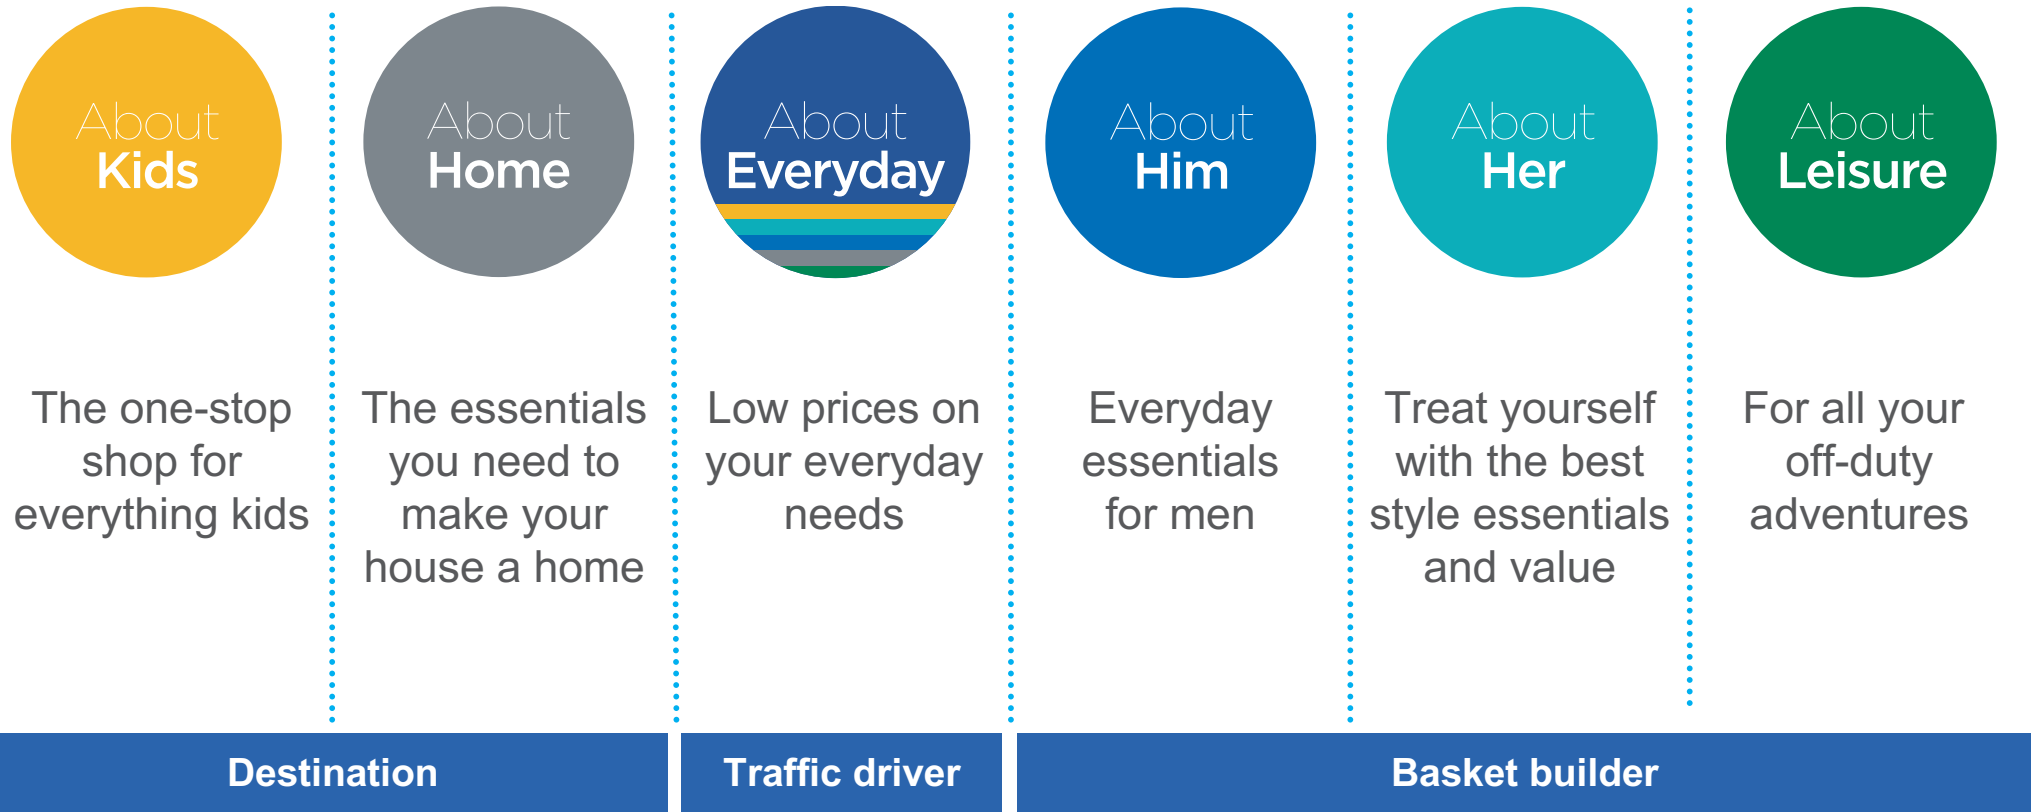 About
Kids
About
Home
About
Everyday
About
Him
About
Her
About
Leisure
The one-stop
shop for
everything kids
The essentials
you need to
make your
house a home
Low prices on
your everyday
needs
Everyday
essentials
for men
Treat yourself
with the best
style essentials
and value
For all your
off-duty
adventures
Destination
Traffic driver
Basket builder